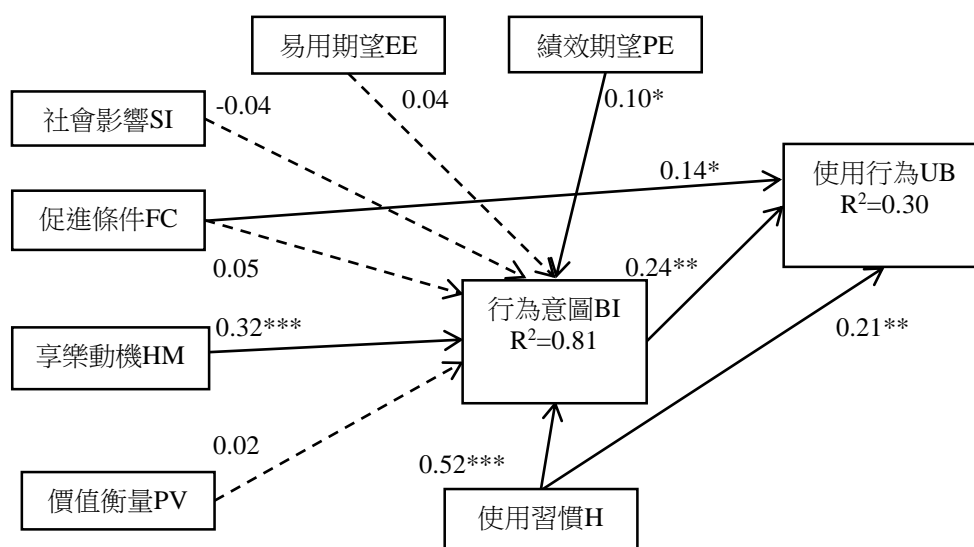 易用期望EE
績效期望PE
-0.04
0.04
0.10*
社會影響SI
0.14*
使用行為UB
R²=0.30
促進條件FC
0.05
0.24**
行為意圖BI
R²=0.81
0.32***
0.21**
享樂動機HM
0.02
0.52***
價值衡量PV
使用習慣H